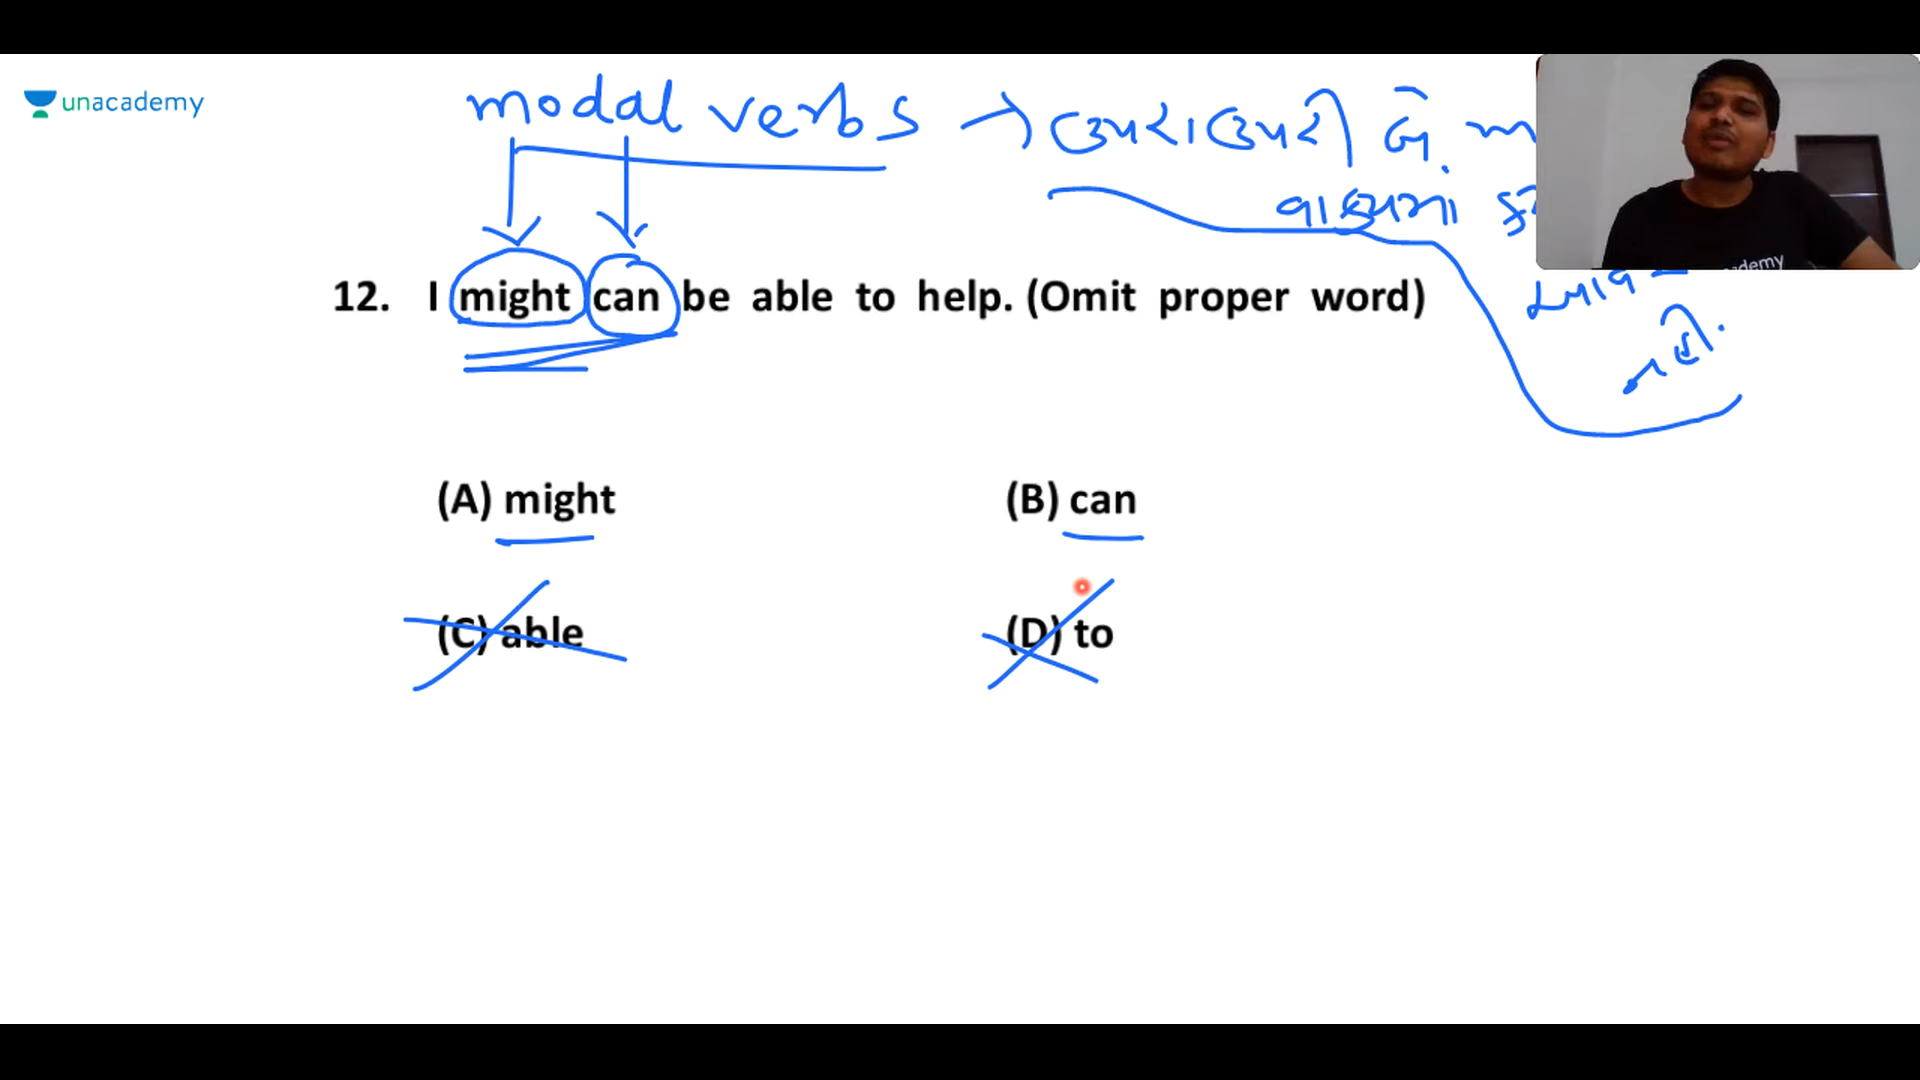 unacademy
modal verbs → ઉપરાઉપરી બે
વાક્યમાં
નહી.
12. I might can be able to help. (Omit proper word)
(A) might (B) can
(C) able (D) to
demy